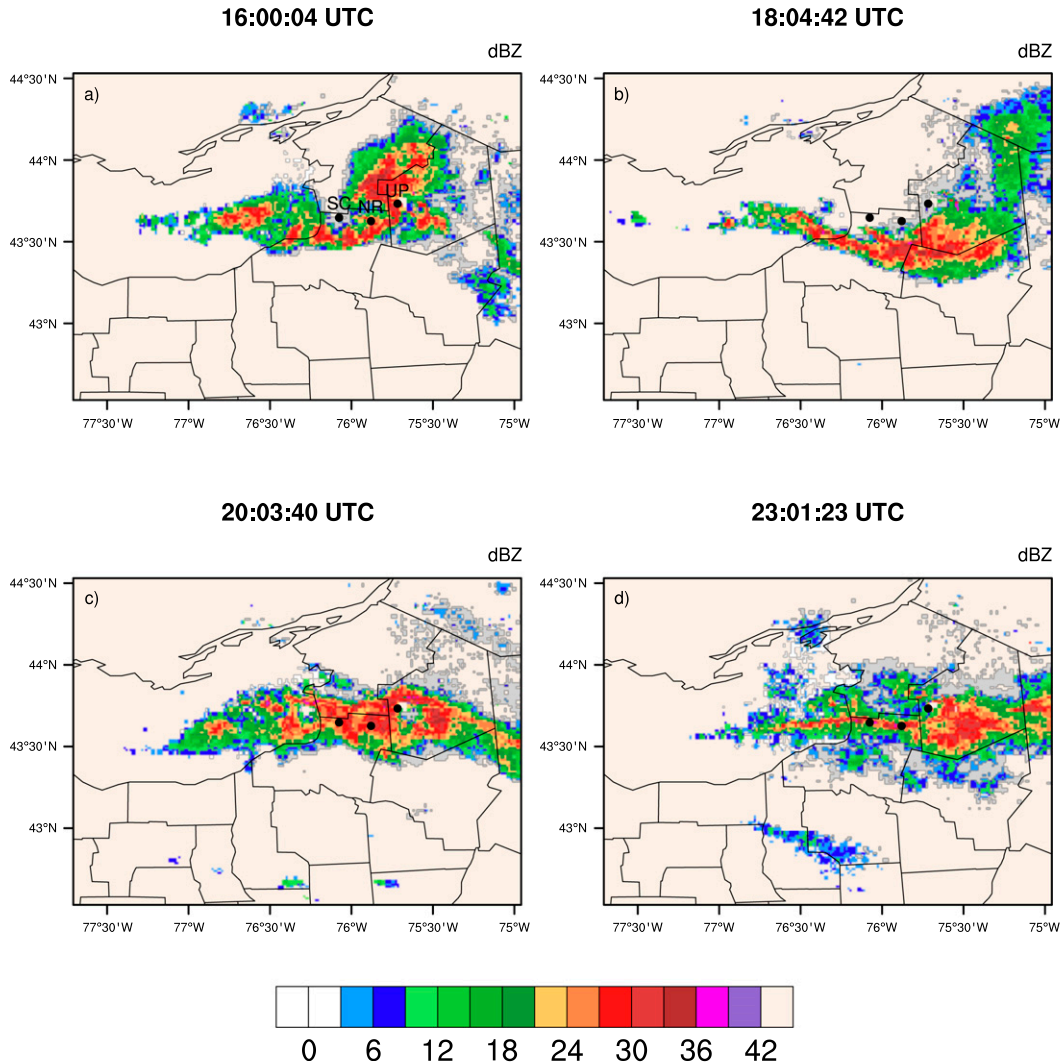 16:00:04 UTC
18:04:42 UTC
dBZ
dBZ
44°30'N
44°N
43°30'N
43°N
a)
SC NR UP
77°30'W 77°W 76°30'W 76°W 75°30'W 75°W
44°30'N
44°N
43°30'N
43°N
b)
77°30'W 77°W 76°30'W 76°W 75°30'W 75°W
20:03:40 UTC
23:01:23 UTC
dBZ
dBZ
44°30'N
44°N
43°30'N
43°N
c)
77°30'W 77°W 76°30'W 76°W 75°30'W 75°W
44°30'N
44°N
43°30'N
43°N
d)
77°30'W 77°W 76°30'W 76°W 75°30'W 75°W
0 6 12 18 24 30 36 42